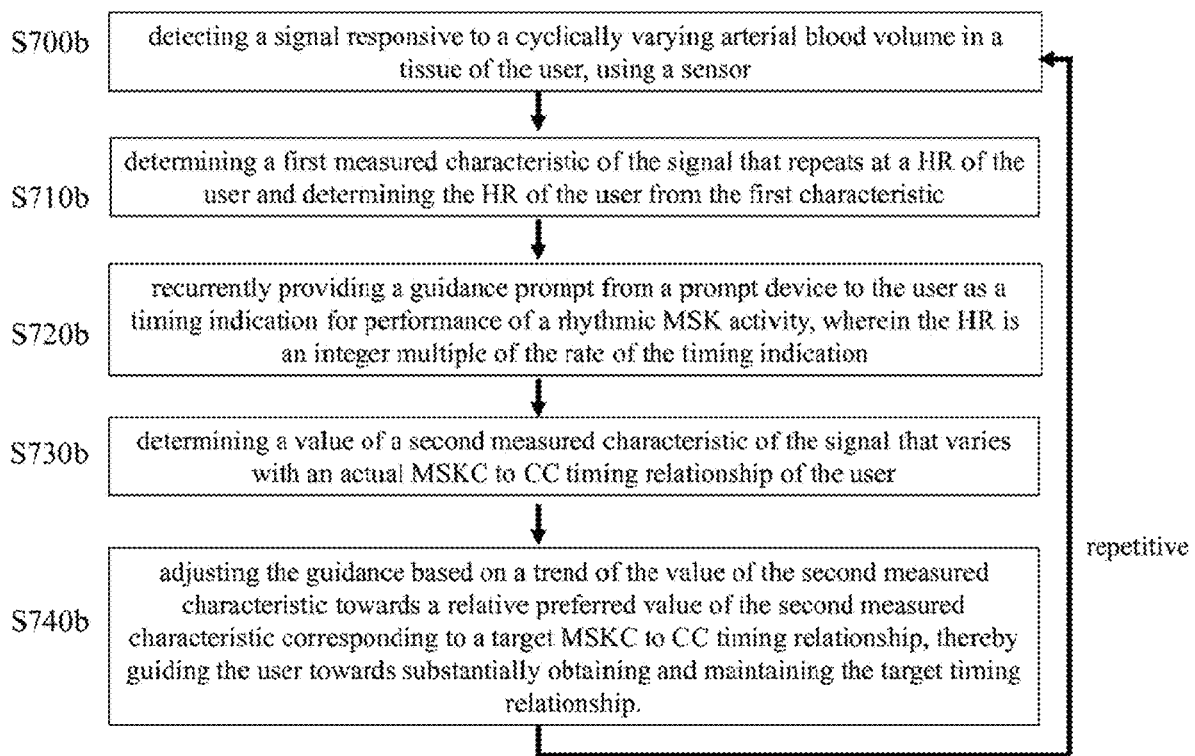 S700b
detecting a signal responsive to a cyclically varying arterial blood volume in a
tissue of the user, using a sensor
S710b
determining a first measured characteristic of the signal that repeats at a HR of the
user and determining the HR of the user from the first characteristic
S720b
recurrently providing a guidance prompt from a prompt device to the user as a
timing indication for performance of a rhythmic MSK activity, wherein the HR is
an integer multiple of the rate of the timing indication
S730b
determining a value of a second measured characteristic of the signal that varies
with an actual MSKC to CC timing relationship of the user
S740b
adjusting the guidance based on a trend of the value of the second measured
characteristic towards a relative preferred value of the second measured
characteristic corresponding to a target MSKC to CC timing relationship, thereby
guiding the user towards substantially obtaining and maintaining the target timing
relationship.
repetitive